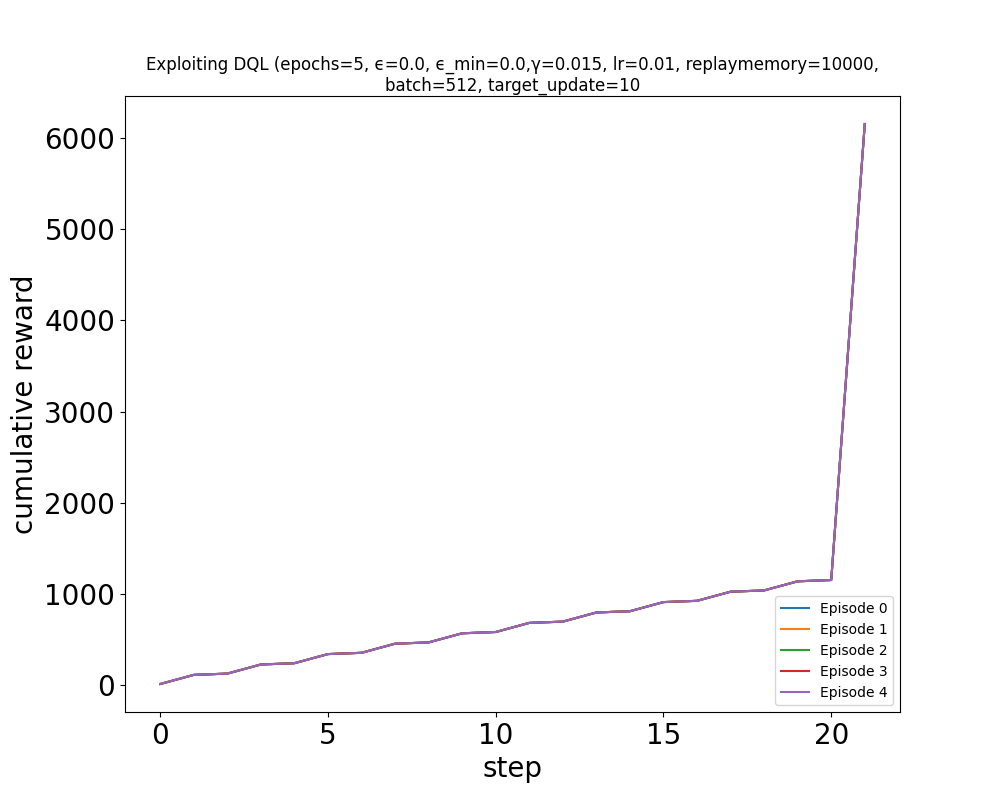 Exploiting DQL (epochs=5, ϵ=0.0, ϵ_min=0.0,γ=0.015, lr=0.01, replaymemory=10000,
batch=512, target_update=10
cumulative reward
6000
5000
4000
3000
2000
1000
0
Episode 0
Episode 1
Episode 2
Episode 3
Episode 4
0 5 10 15 20
step